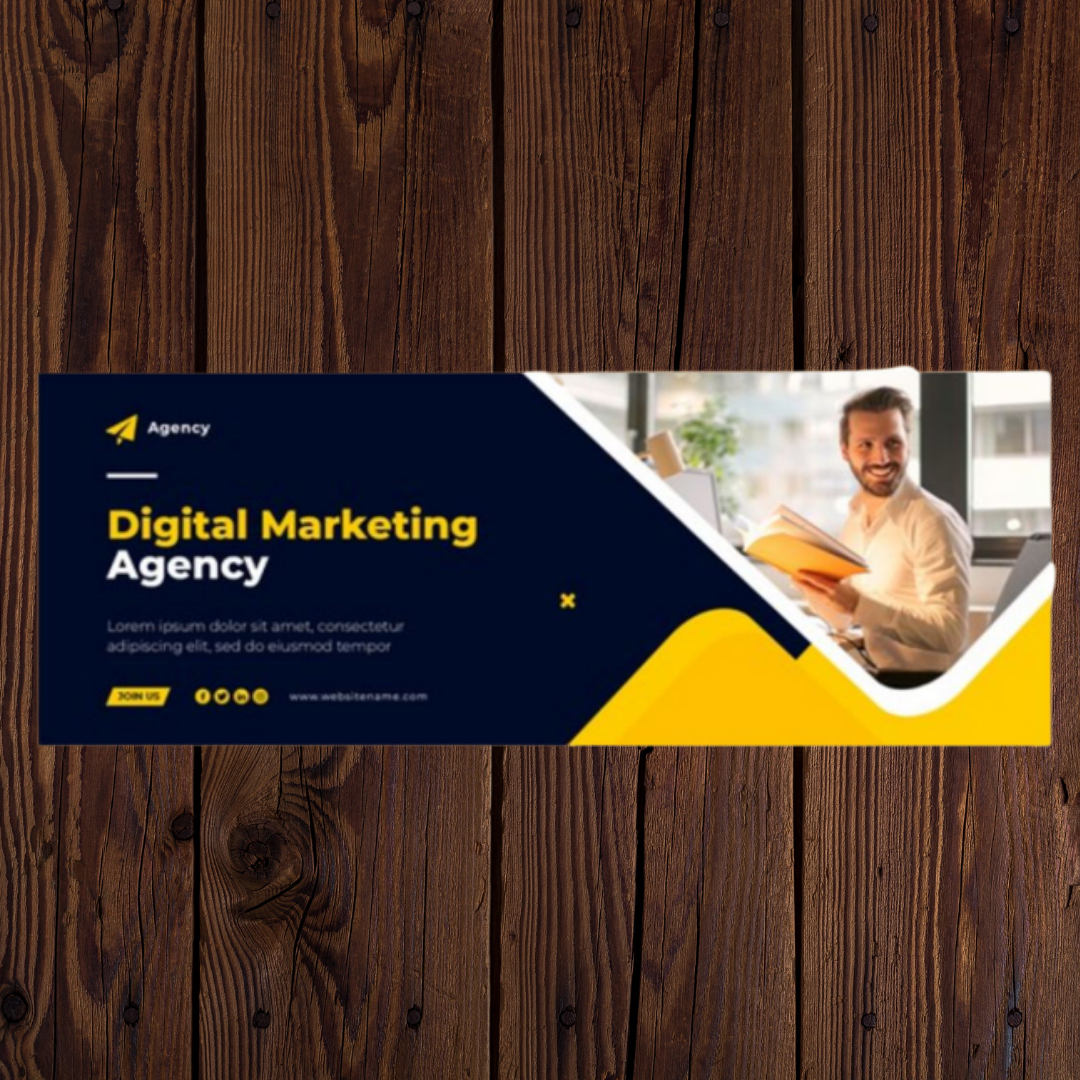 Agency
Digital Marketing
Agency
Lorem ipsum dolor sit amet, consectetur
adipiscing elit, sed do eiusmod tempor
JOIN US
www.websitename.com